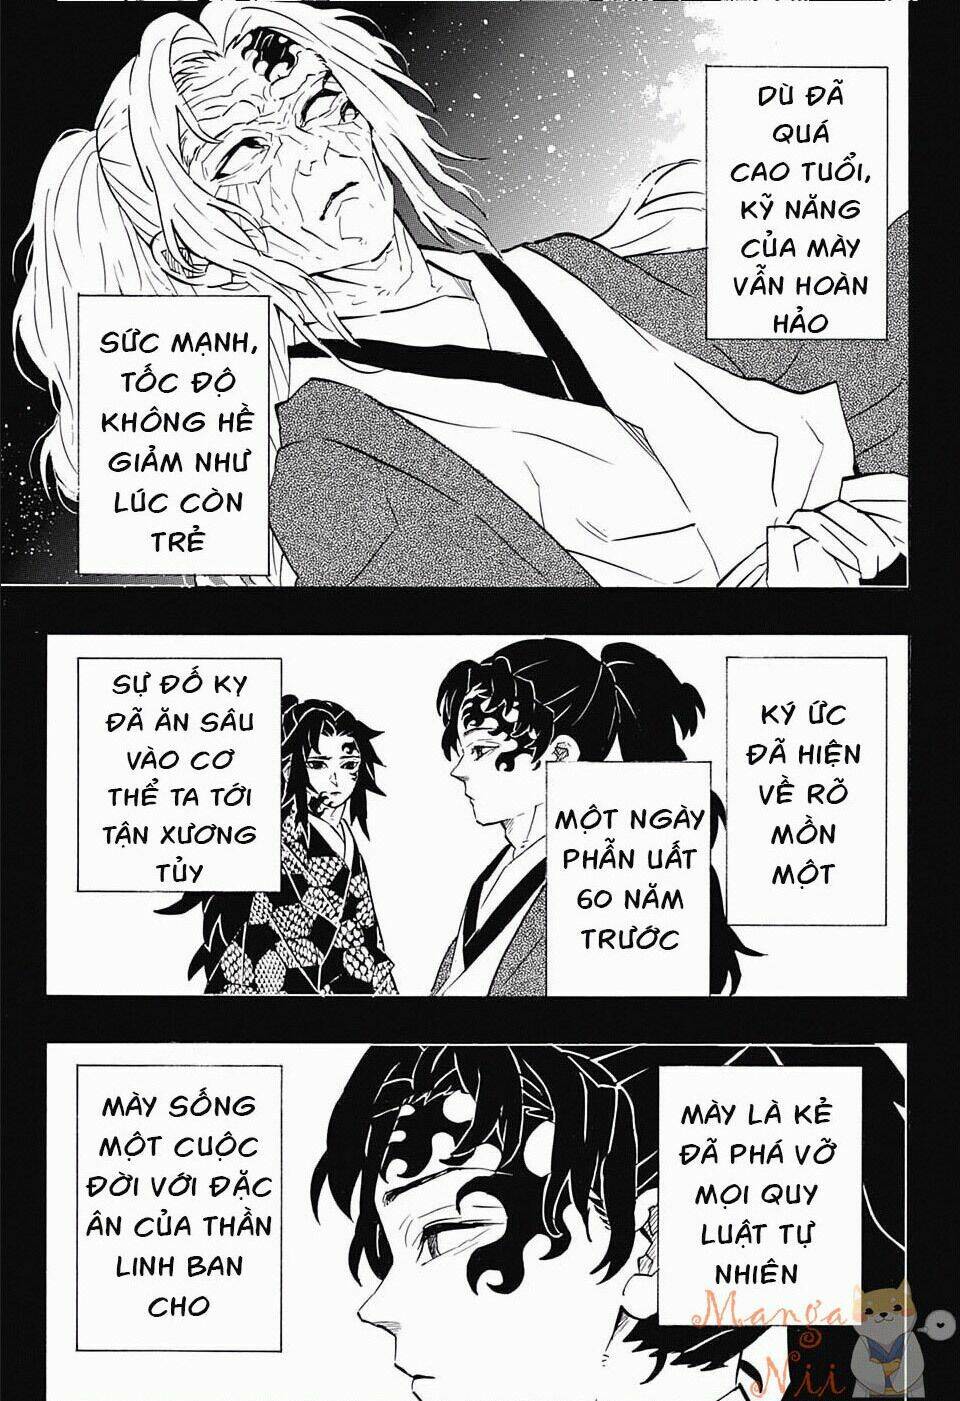 DÙ ĐÃ
QUÁ
CAO TUỔI,
KỸ NĂNG
CỦA MÀY
VẪN HOÀN
HẢO
SỨC MẠNH,
TỐC ĐỘ
KHÔNG HỀ
GIẢM NHƯ
LÚC CÒN
TRẺ
KÝ ỨC
ĐÃ HIỆN
VỀ RÕ
MỒN
MỘT
MỘT NGÀY
PHẪN UẤT
60 NĂM
TRƯỚC
SỰ ĐỐ KY
ĐÃ ĂN SÂU
VÀO CƠ
THỂ TA TỚI
TẬN XƯƠNG
TỦY
MÀY LÀ KẺ
ĐÃ PHÁ VỠ
MỌI QUY
LUẬT TỰ
NHIÊN
MÀY SỐNG
MỘT CUỘC
ĐỜI VỚI ĐẶC
ÂN CỦA THẦN
LINH BAN
CHO
Manga
Nii